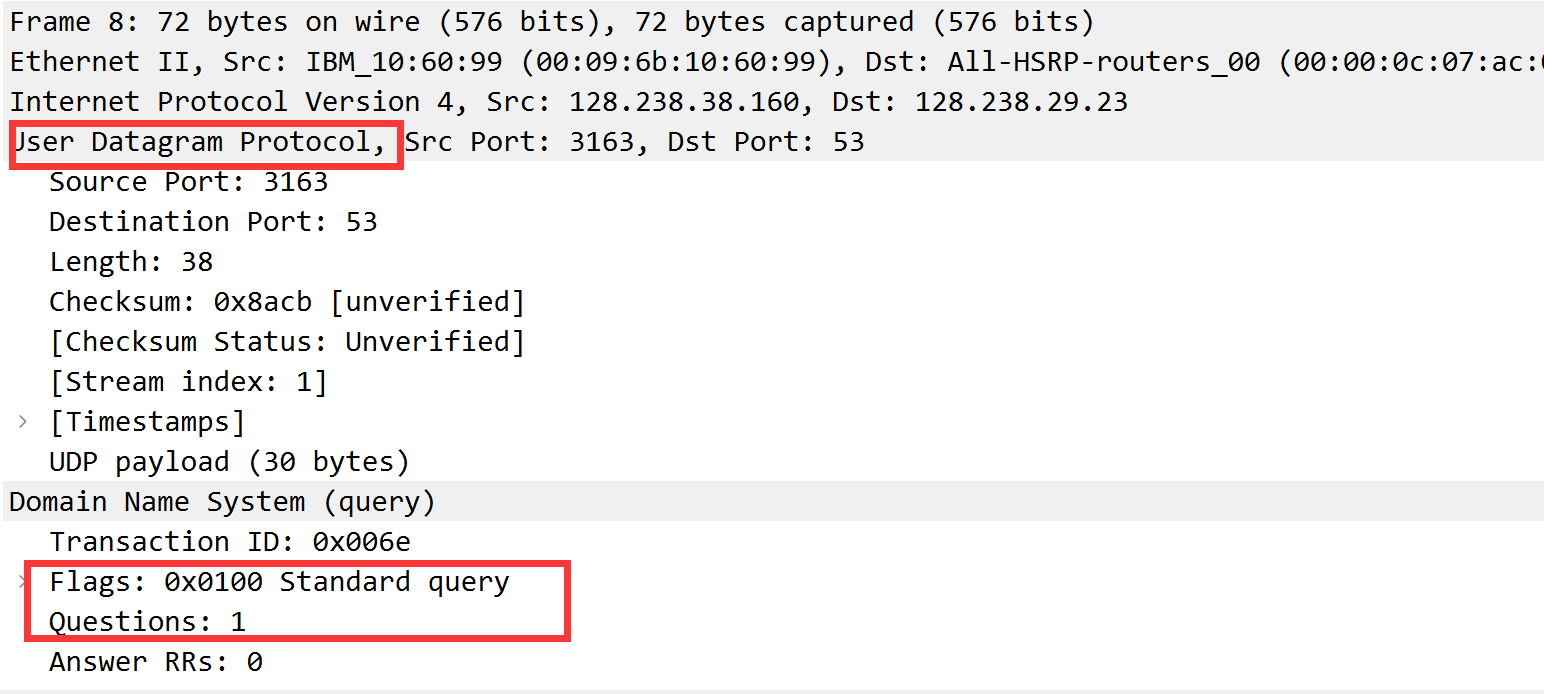 Frame 8: 72 bytes on wire (576 bits), 72 bytes captured (576 bits)
Ethernet II, Src: IBM_10:60:99 (00:09:6b:10:60:99), Dst: All-HSRP-routers_00 (00:00:0c:07:ac:
Internet Protocol Version 4, Src: 128.238.38.160, Dst: 128.238.29.23
User Datagram Protocol, Src Port: 3163, Dst Port: 53
Source Port: 3163
Destination Port: 53
Length: 38
Checksum: 0x8acb [unverified]
[Checksum Status: Unverified]
[Stream index: 1]
[Timestamps]
UDP payload (30 bytes)
Domain Name System (query)
Transaction ID: 0x006e
Flags: 0x0100 Standard query
Questions: 1
Answer RRs: 0